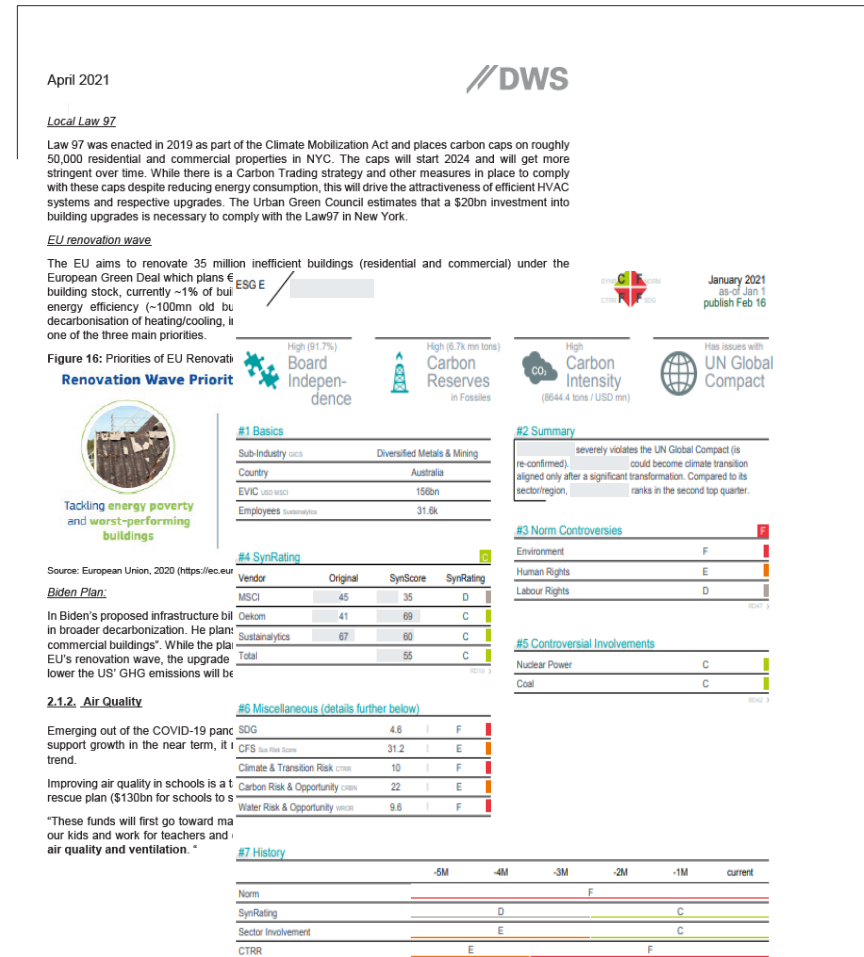 April 2021
DWS
Local Law 97
Law 97 was enacted in 2019 as part of the Climate Mobilization Act and places carbon caps on roughly
50,000 residential and commercial properties in NYC. The caps will start 2024 and will get more
stringent over time. While there is a Carbon Trading strategy and other measures in place to comply
with these caps despite reducing energy consumption, this will drive the attractiveness of efficient HVAC
systems and respective upgrades. The Urban Green Council estimates that a $20bn investment into
building upgrades is necessary to comply with the Law97 in New York.
EU renovation wave
The EU aims to renovate 35 million inefficient buildings (residential and commercial) under the
European Green Deal which plans €
building stock, currently ~1% of bui
energy efficiency (~100mn old bu
decarbonisation of heating/cooling, i
one of the three main priorities.
Figure 16: Priorities of EU Renovati
Renovation Wave Priorit
Tackling energy poverty
and worst-performing
buildings
Source: European Union, 2020 (https://ec.eur
Biden Plan:
In Biden's proposed infrastructure bil
in broader decarbonization. He plans
commercial buildings". While the pla
EU's renovation wave, the upgrade
lower the US' GHG emissions will be
2.1.2. Air Quality
Emerging out of the COVID-19 pand
support growth in the near term, it
trend.
Improving air quality in schools is a t
rescue plan ($130bn for schools to s
"These funds will first go toward ma
our kids and work for teachers and
air quality and ventilation. "
ESG E
SYNR C F NORM
CTRR F F SDG
January 2021
as-of Jan 1
publish Feb 16
High (91.7%)
Board
Indepen-
dence
High (6.7k mn tons)
Carbon
Reserves
in Fossiles
CO₂
High
Carbon
Intensity
(8644.4 tons / USD mn)
Has issues with
UN Global
Compact
#1 Basics
Sub-Industry GICS Diversified Metals & Mining
Country Australia
EVIC USD MSCI 156bn
Employees Sustainalytics 31.6k
#2 Summary
severely violates the UN Global Compact (is
re-confirmed). could become climate transition
aligned only after a significant transformation. Compared to its
sector/region, ranks in the second top quarter.
#3 Norm Controversies F
Environment F
Human Rights E
Labour Rights D
#4 SynRating C
Vendor Original SynScore SynRating
MSCI 45 35 D
Oekom 41 69 C
Sustainalytics 67 60 C
Total 55 C
#5 Controversial Involvements
Nuclear Power C
Coal C
#6 Miscellaneous (details further below)
SDG 4.6 F
CFS Sus Risk Score 31.2 E
Climate & Transition Risk CTRR 10 F
Carbon Risk & Opportunity CRBN 22 E
Water Risk & Opportunity 9.6 F
#7 History
-5M -4M -3M -2M -1M current
Norm F
SynRating D C
Sector Involvement E C
CTRR E F